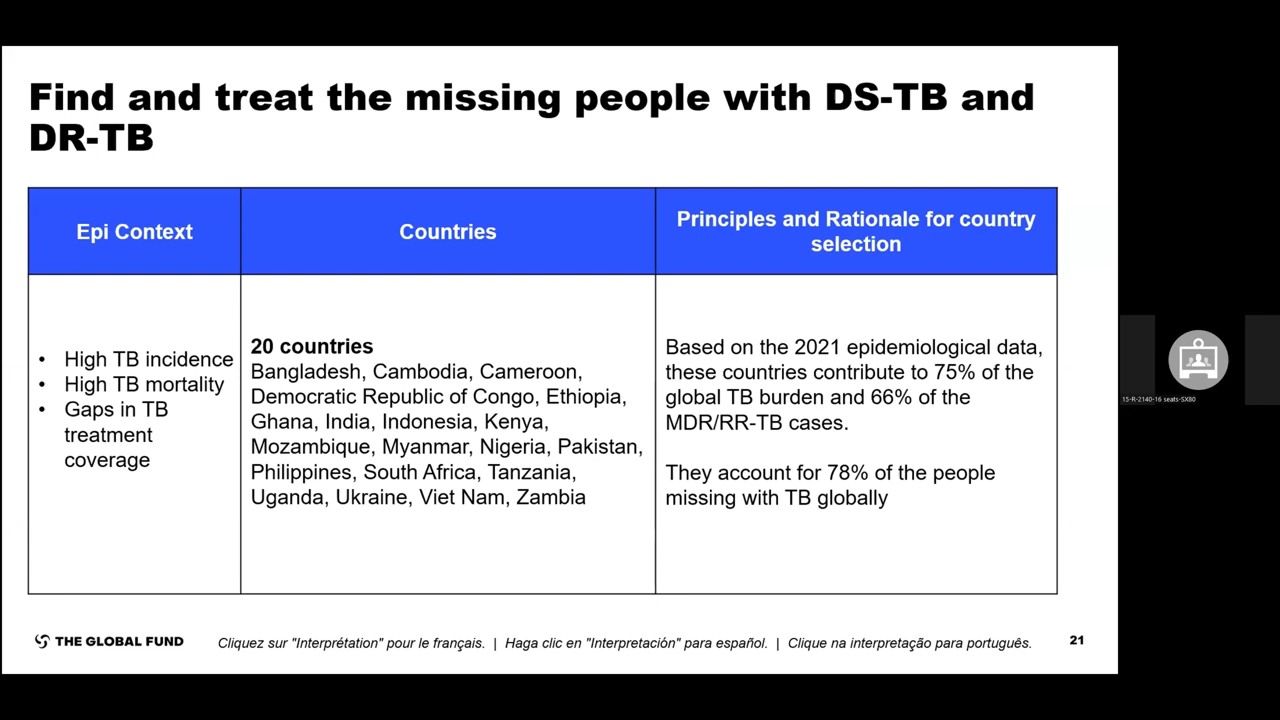 Find and treat the missing people with DS-TB and
DR-TB
Epi Context
Countries
Principles and Rationale for country
selection
• High TB incidence
• High TB mortality
• Gaps in TB
treatment
coverage
20 countries
Bangladesh, Cambodia, Cameroon,
Democratic Republic of Congo, Ethiopia,
Ghana, India, Indonesia, Kenya,
Mozambique, Myanmar, Nigeria, Pakistan,
Philippines, South Africa, Tanzania,
Uganda, Ukraine, Viet Nam, Zambia
Based on the 2021 epidemiological data,
these countries contribute to 75% of the
global TB burden and 66% of the
MDR/RR-TB cases.
They account for 78% of the people
missing with TB globally
THE GLOBAL FUND
Cliquez sur "Interprétation" pour le français. | Haga clic en "Interpretación" para español. | Clique na interpretação para português.
21
15-R-2140-16 seats-SX80